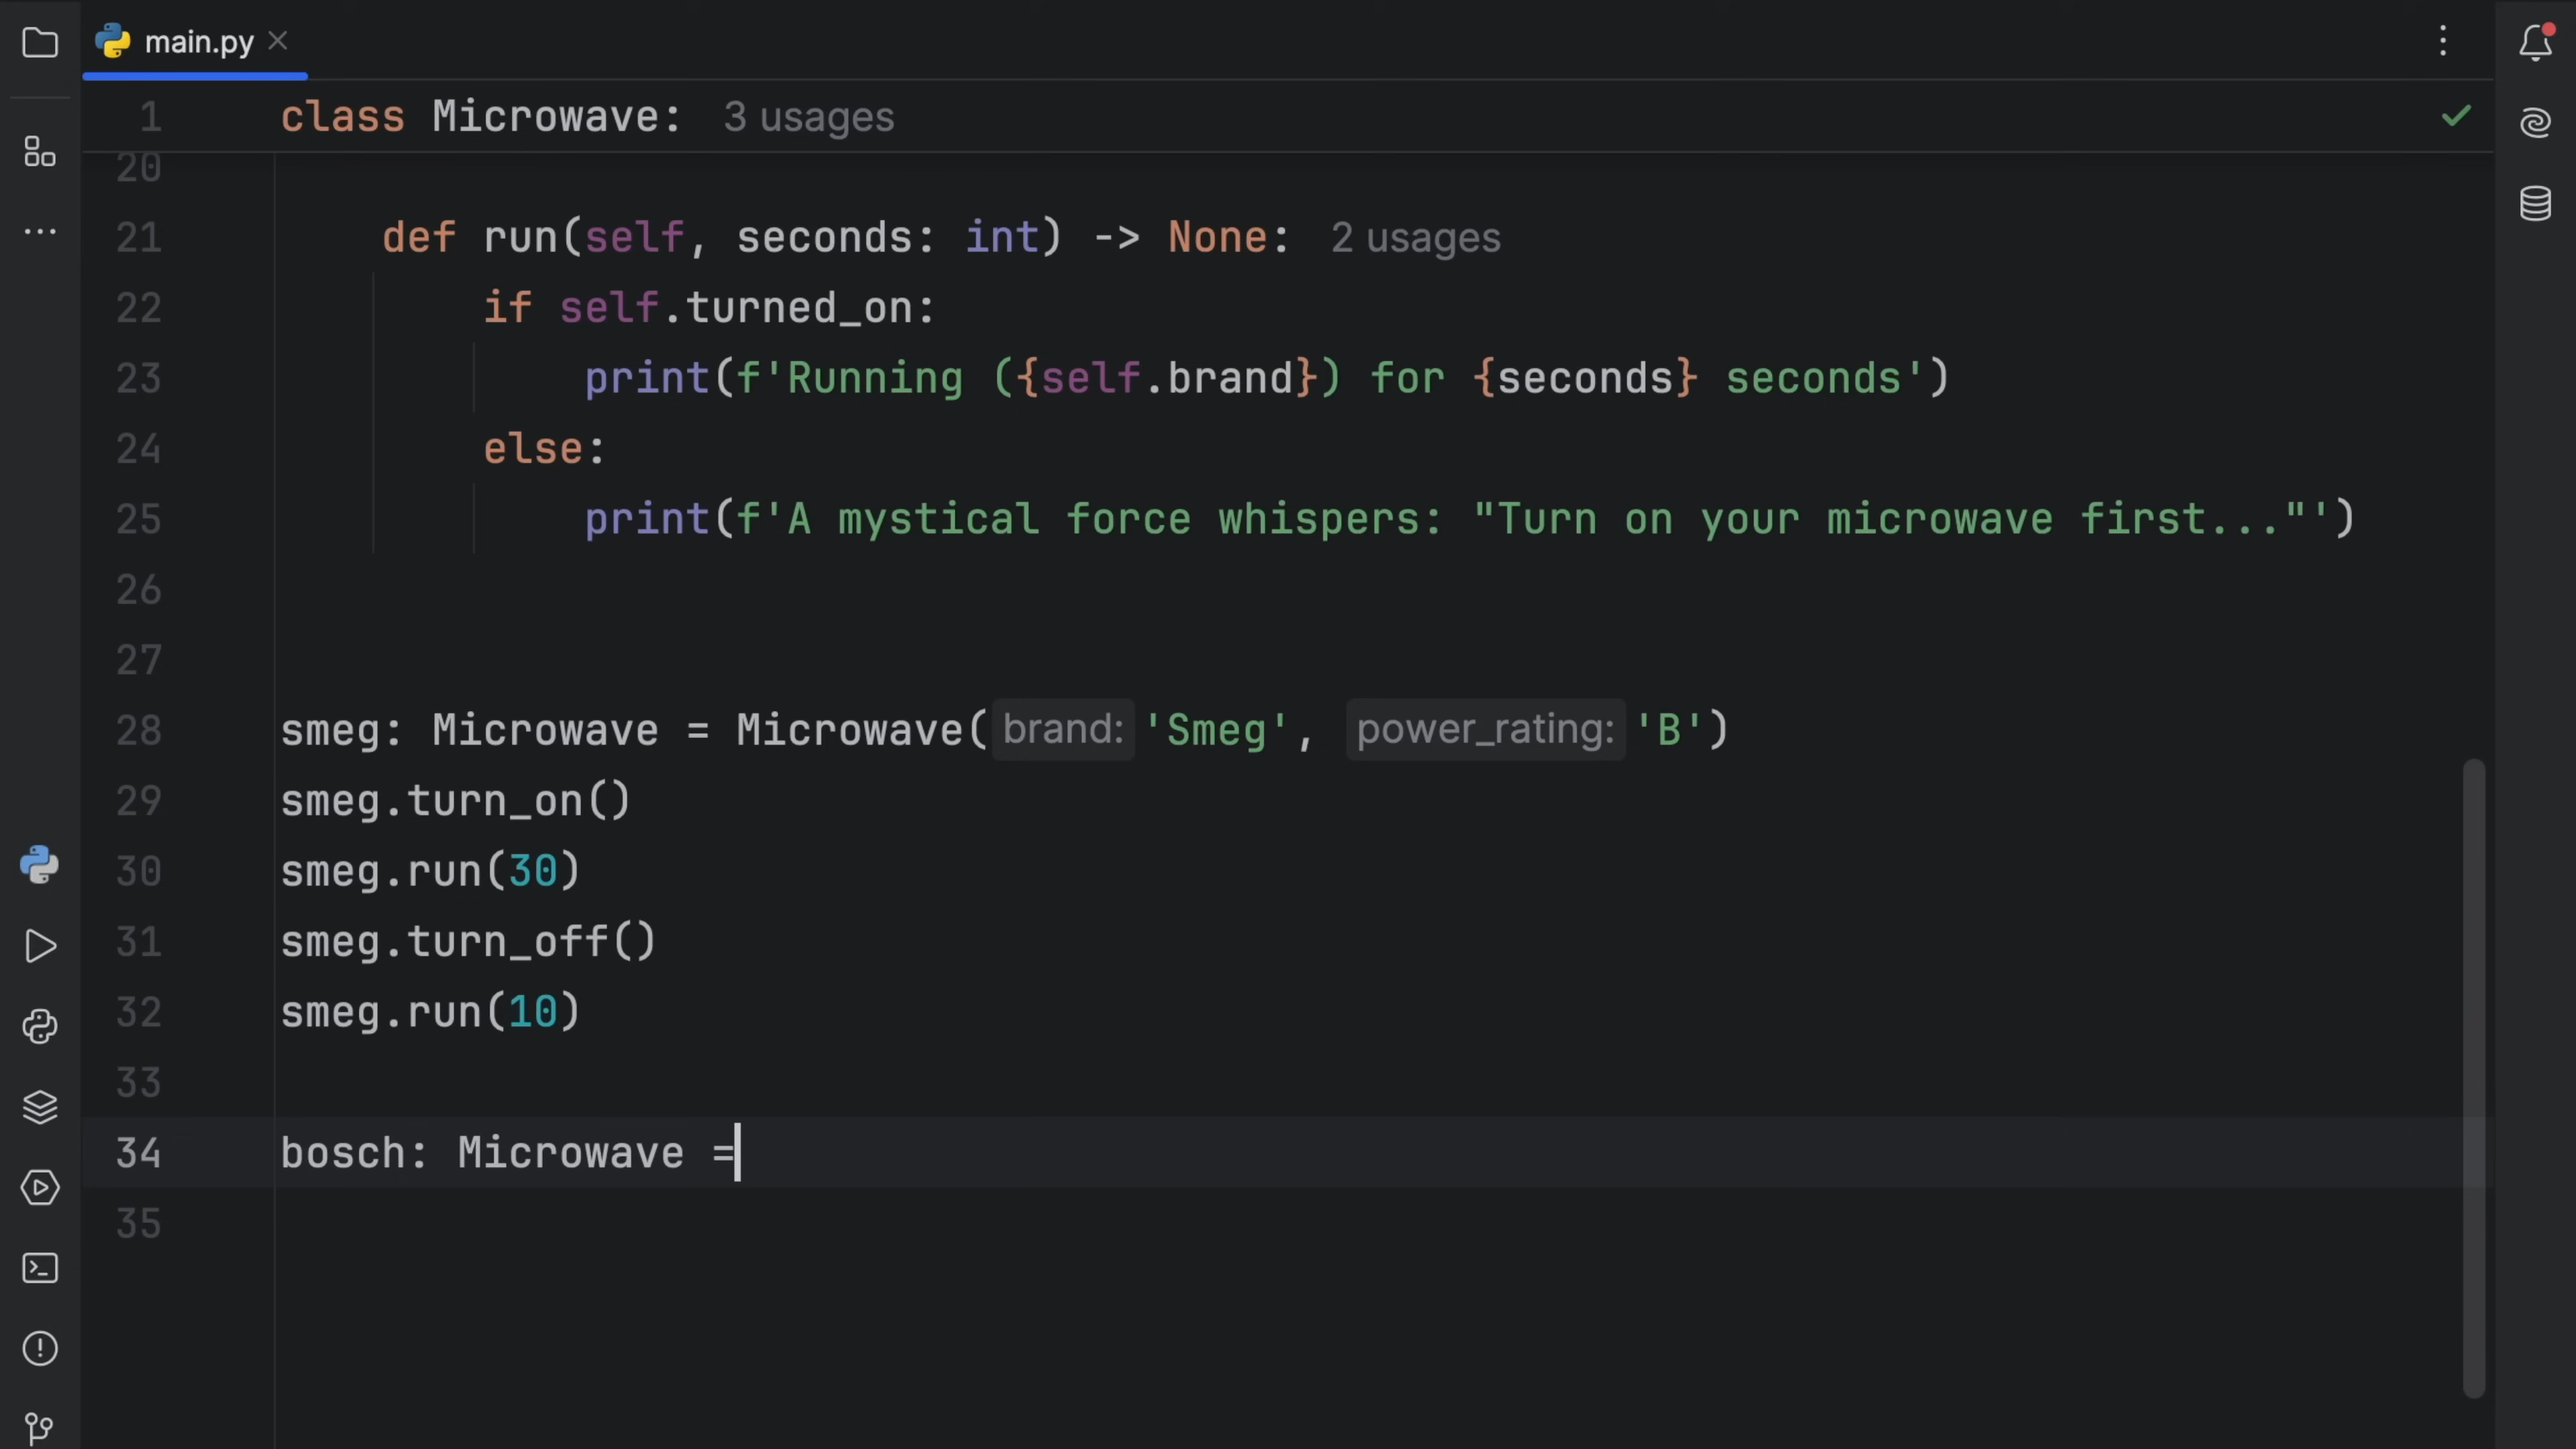 main.py
1 class Microwave: 3 usages
20
21 def run(self, seconds: int) -> None: 2 usages
22 if self.turned_on:
23 print(f'Running ({self.brand}) for {seconds} seconds')
24 else:
25 print(f'A mystical force whispers: "Turn on your microwave first..."')
26
27
28 smeg: Microwave = Microwave( brand: 'Smeg', power_rating: 'B')
29 smeg.turn_on()
30 smeg.run(30)
31 smeg.turn_off()
32 smeg.run(10)
33
34 bosch: Microwave =
35